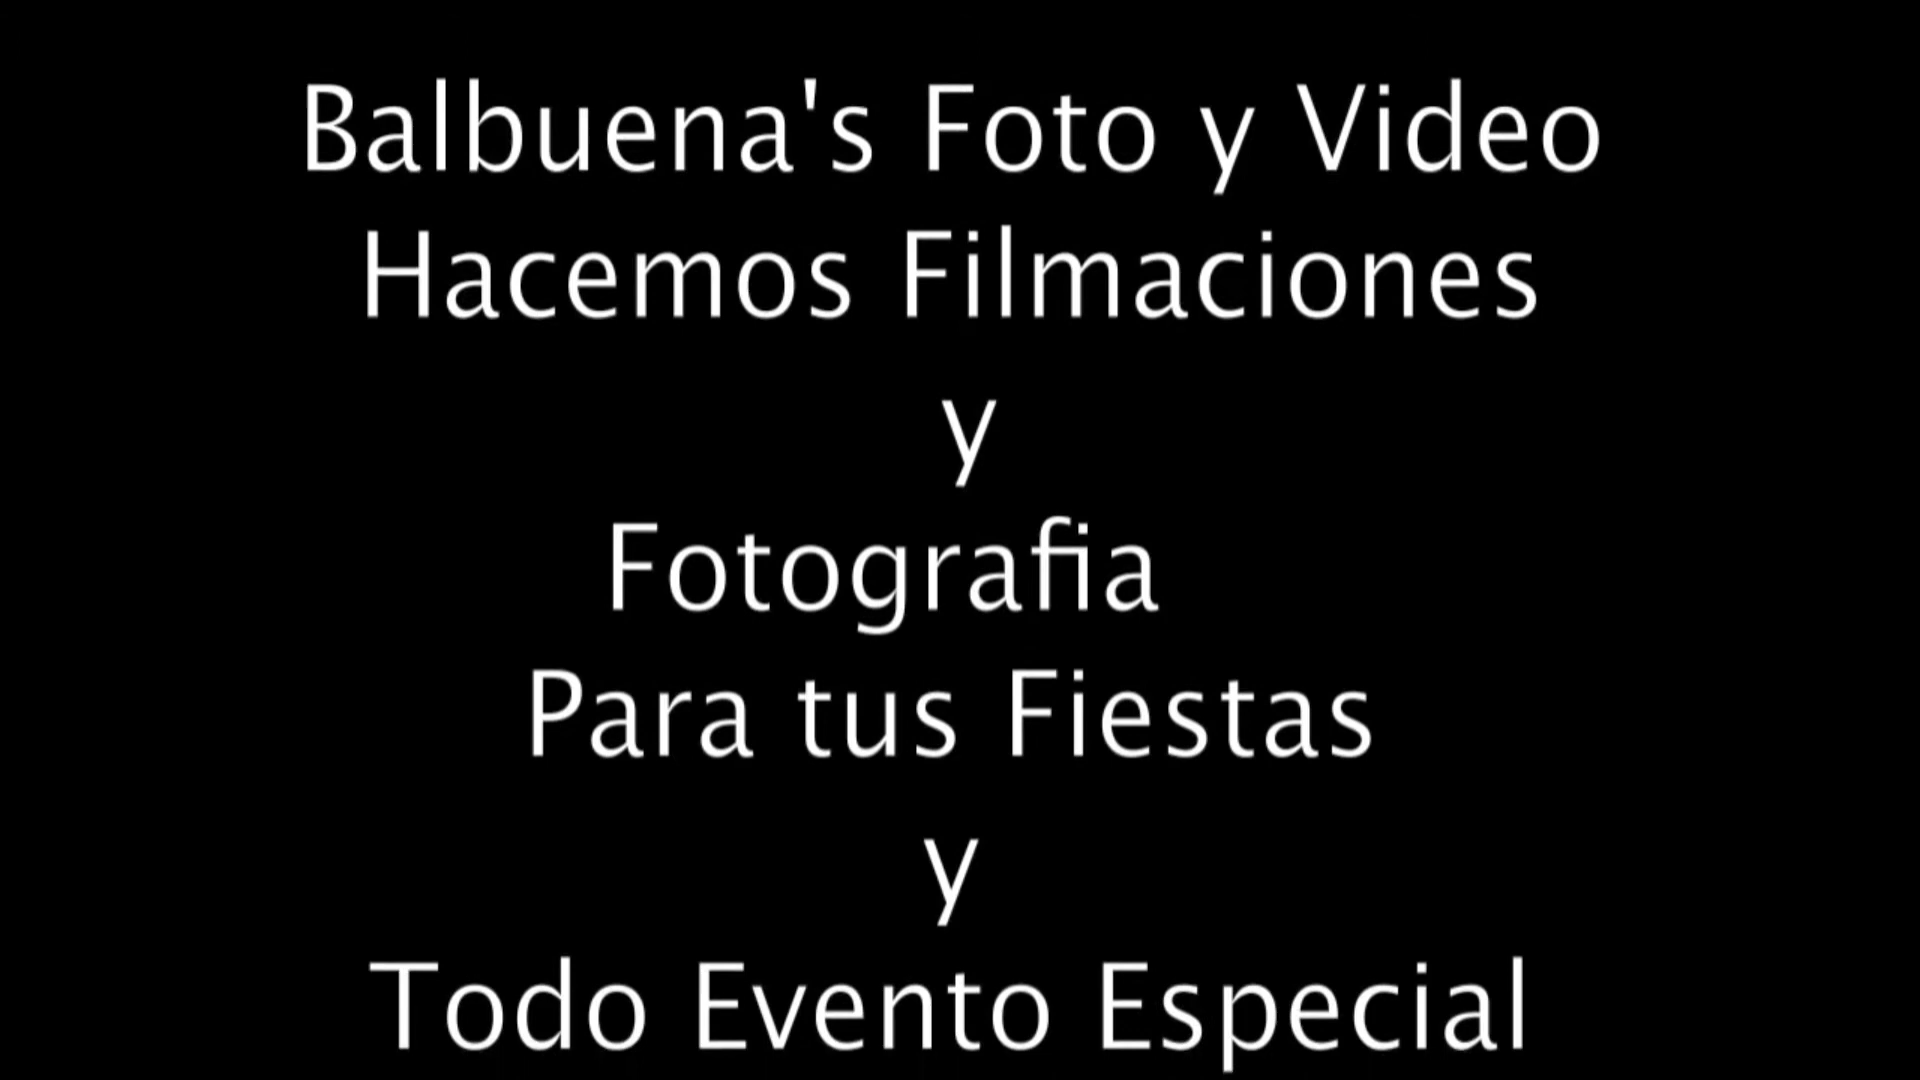 Balbuena's Foto y Video
Hacemos Filmaciones
y
Fotografia
Para tus Fiestas
y
Todo Evento Especial